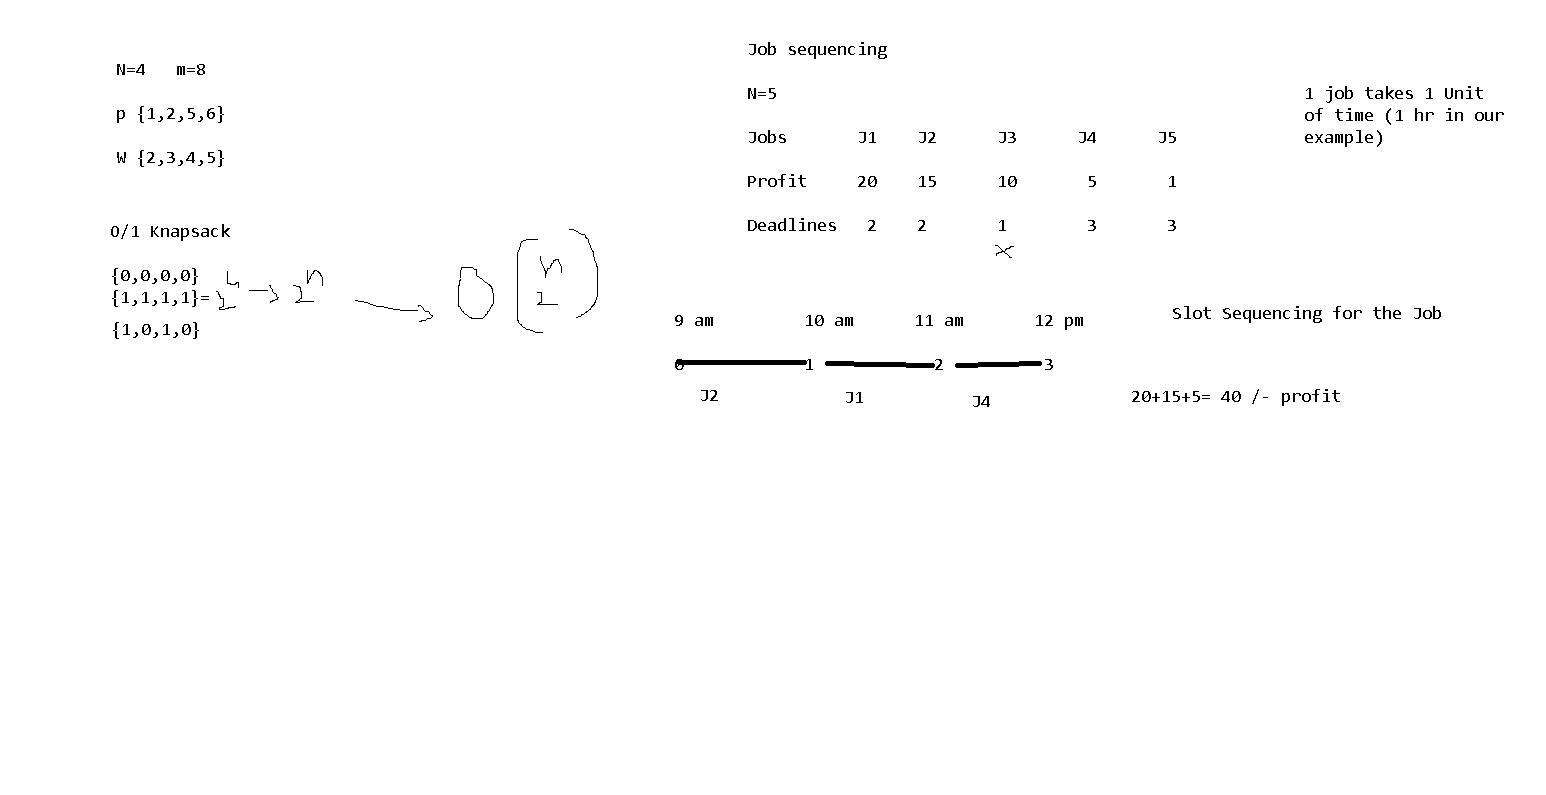 N=4 m=8
p {1,2,5,6}
W {2,3,4,5}
0/1 Knapsack
{0,0,0,0}
{1,1,1,1}= 2^4 → 2^n → O(2^n)
{1,0,1,0}
Job sequencing
N=5
Jobs J1 J2 J3 J4 J5
Profit 20 15 10 5 1
Deadlines 2 2 1 3 3
x
1 job takes 1 Unit
of time (1 hr in our
example)
9 am 10 am 11 am 12 pm
0 1 2 3
J2 J1 J4
Slot Sequencing for the Job
20+15+5= 40 /- profit